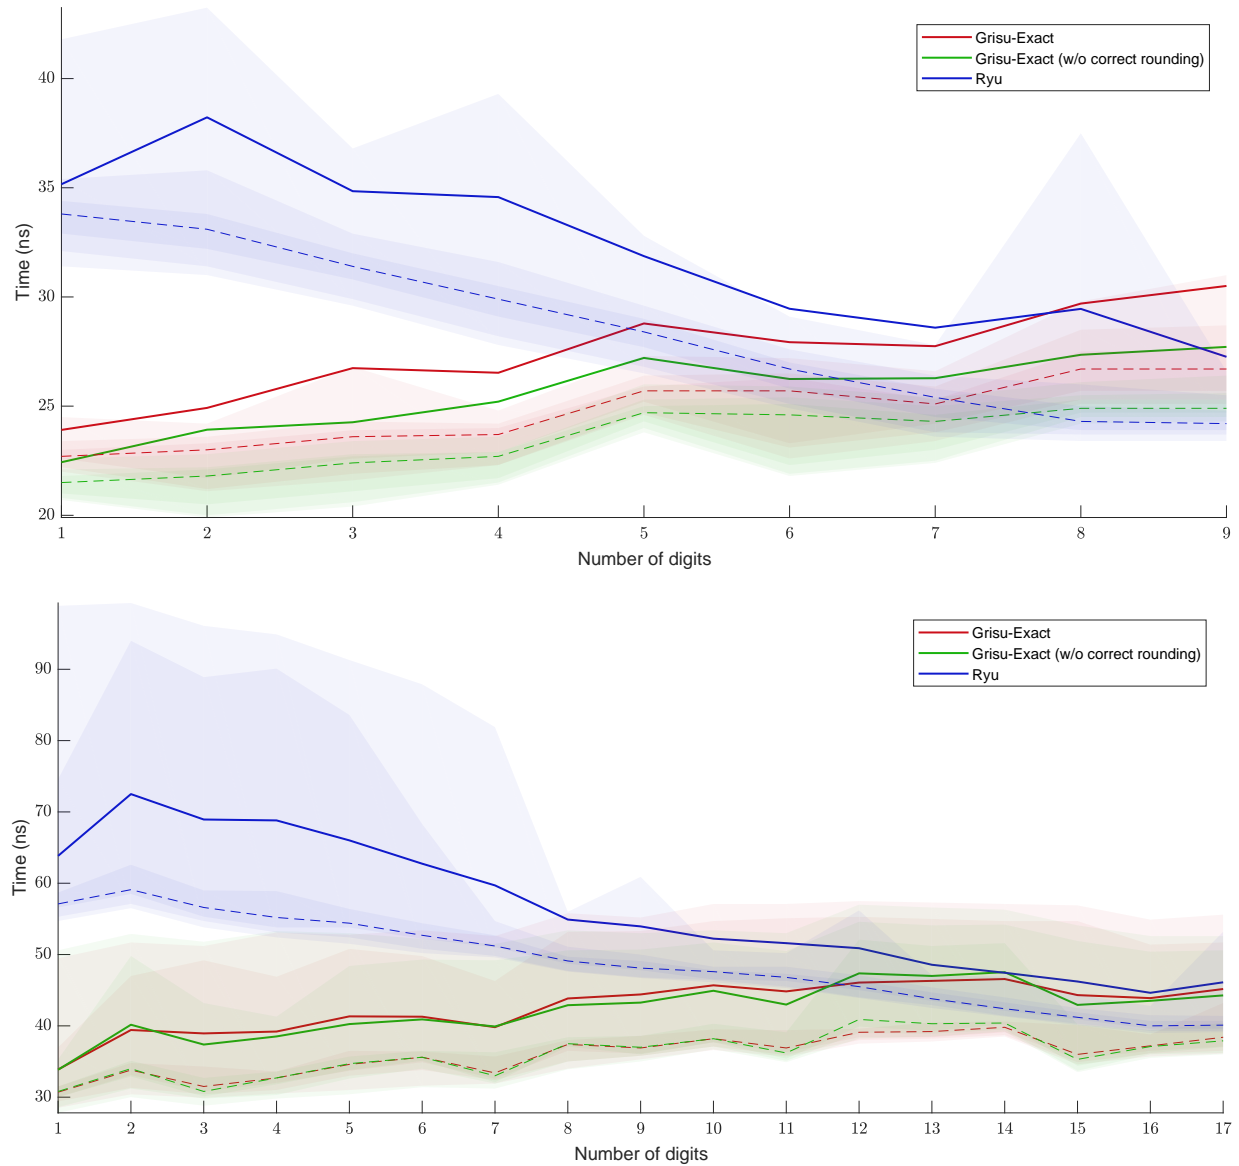 Grisu-Exact
Grisu-Exact (w/o correct rounding)
Ryu
40
35
30
25
20
Time (ns)
1 2 3 4 5 6 7 8 9
Number of digits
Grisu-Exact
Grisu-Exact (w/o correct rounding)
Ryu
90
80
70
60
50
40
30
Time (ns)
1 2 3 4 5 6 7 8 9 10 11 12 13 14 15 16 17
Number of digits